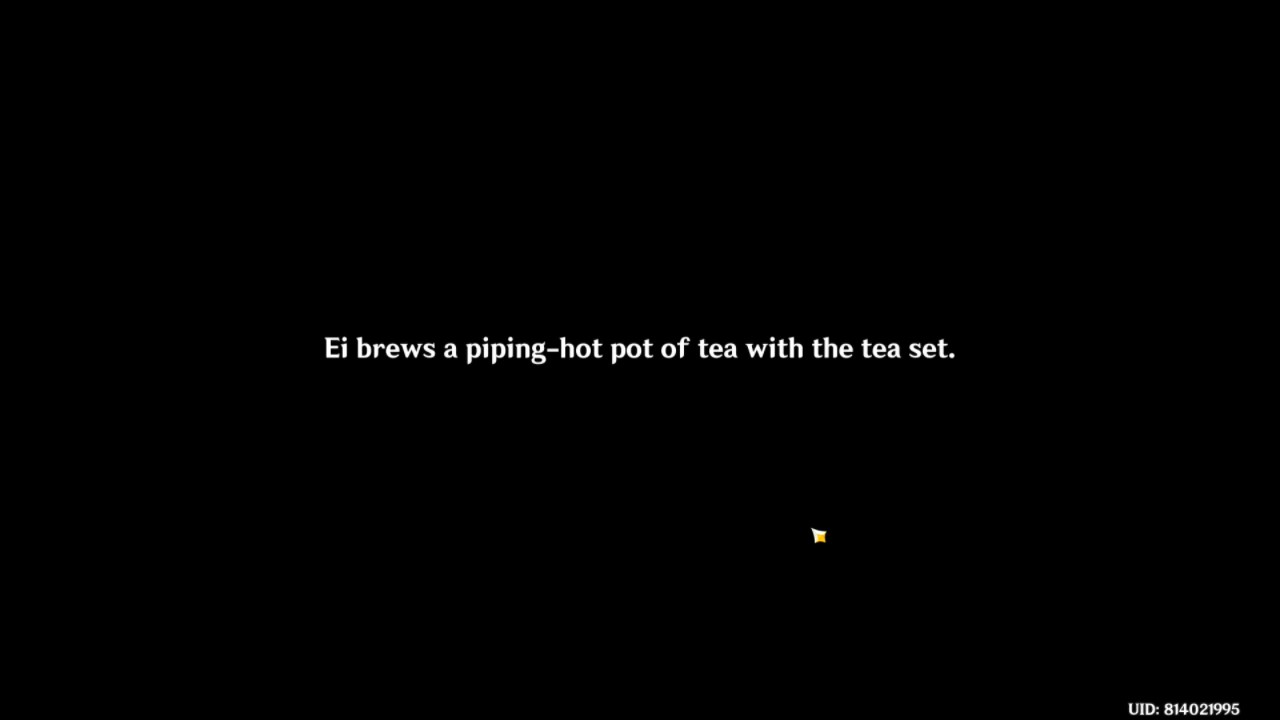 Ei brews a piping-hot pot of tea with the tea set.
UID: 814021995